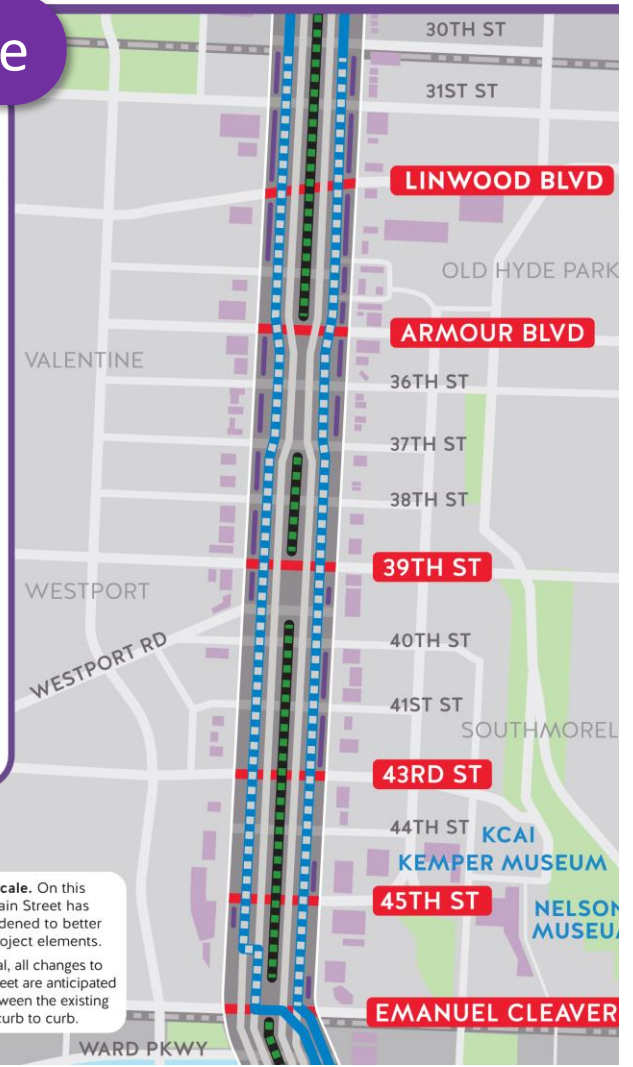 e
30TH ST
31ST ST
LINWOOD BLVD
OLD HYDE PARK
ARMOUR BLVD
VALENTINE
36TH ST
37TH ST
38TH ST
39TH ST
WESTPORT
40TH ST
WESTPORT RD
41ST ST
SOUTHMOREL
43RD ST
44TH ST
KCAI
KEMPER MUSEUM
45TH ST
NELSON
MUSEU
cale. On this
ain Street has
dened to better
oject elements.
al, all changes to
eet are anticipated
ween the existing
curb to curb.
EMANUEL CLEAVER
WARD PKWY